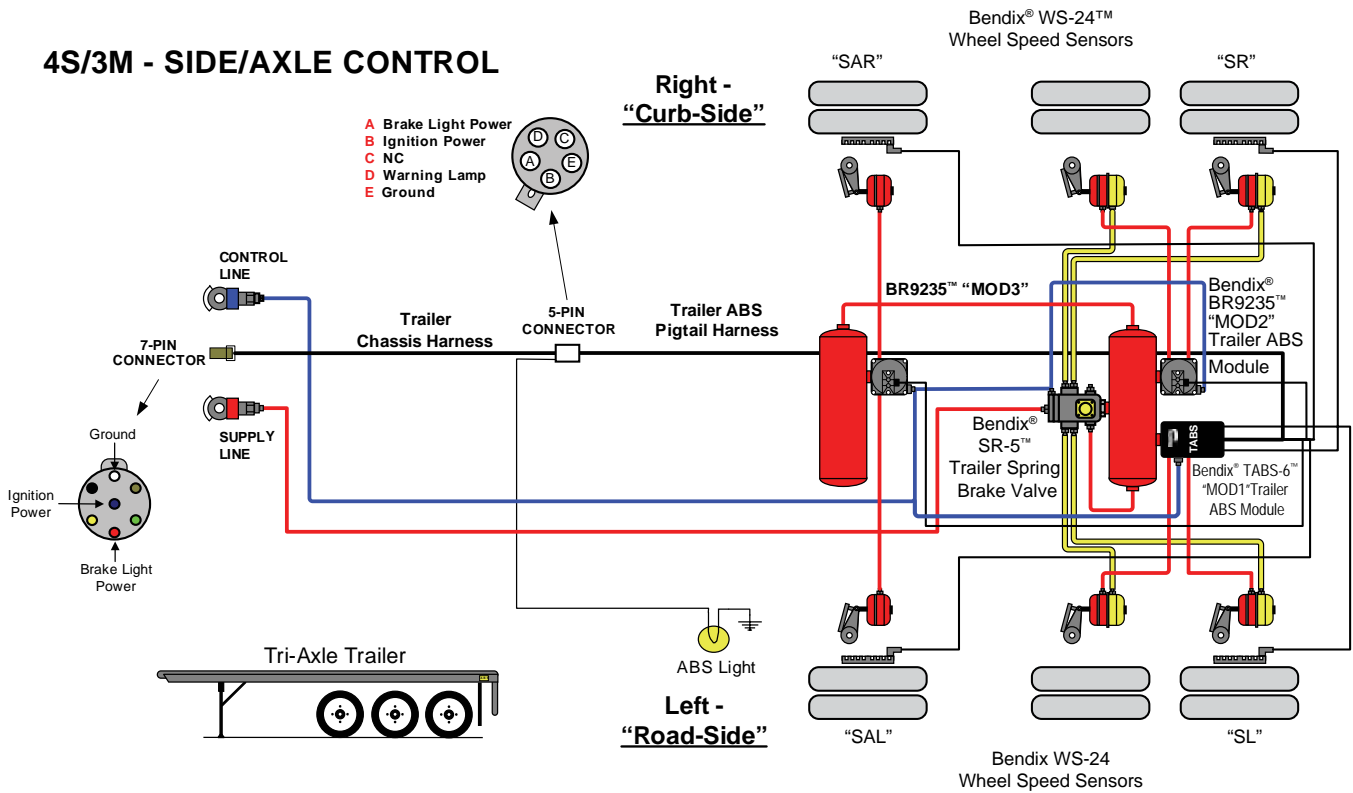 4S/3M - SIDE/AXLE CONTROL
Bendix® WS-24™
Wheel Speed Sensors
"SAR"
"SR"
Right -
"Curb-Side"
A Brake Light Power
B Ignition Power
C NC
D Warning Lamp
E Ground
D
C
A
E
B
CONTROL
LINE
7-PIN
CONNECTOR
Trailer
Chassis Harness
5-PIN
CONNECTOR
Trailer ABS
Pigtail Harness
BR9235™ "MOD3"
Bendix®
BR9235™
"MOD2"
Trailer ABS
Module
SUPPLY
LINE
Ground
Ignition
Power
Brake Light
Power
Bendix®
SR-5™
Trailer Spring
Brake Valve
TABS
Bendix® TABS-6™
"MOD1"Trailer
ABS Module
Tri-Axle Trailer
ABS Light
Left -
"Road-Side"
"SAL"
"SL"
Bendix WS-24
Wheel Speed Sensors